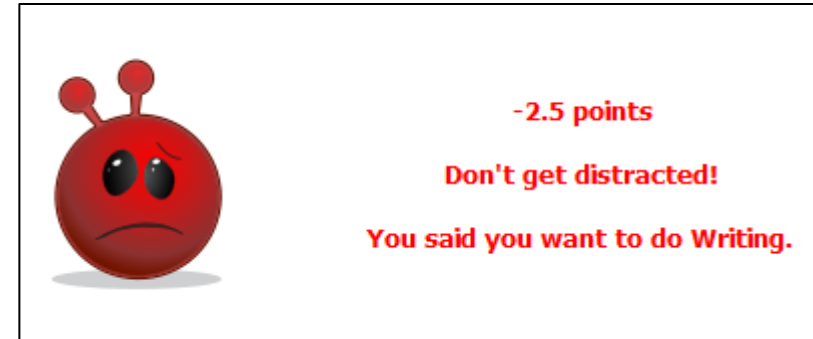 -2.5 points
Don't get distracted!
You said you want to do Writing.